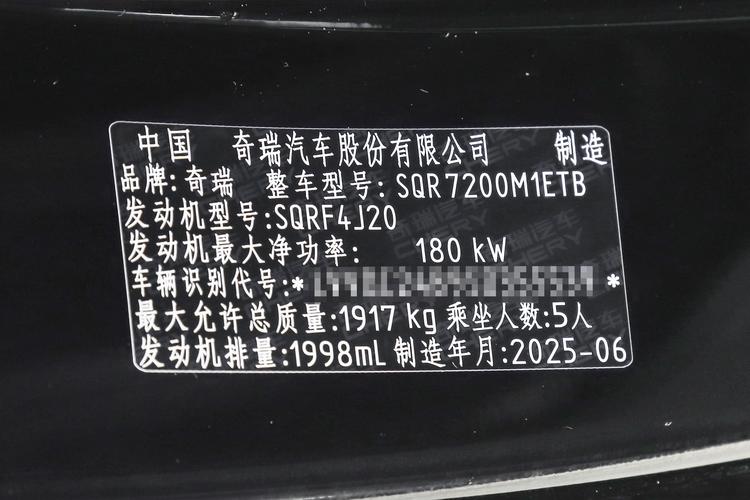 中国 奇瑞汽车股份有限公司 制造
品牌:奇瑞 整车型号:SQR7200M1ETB
发动机型号:SQRF4J20
发动机最大净功率: 180 kW
车辆识别代号:* *
最大允许总质量:1917 kg 乘坐人数:5人
发动机排量:1998mL 制造年月:2025-06